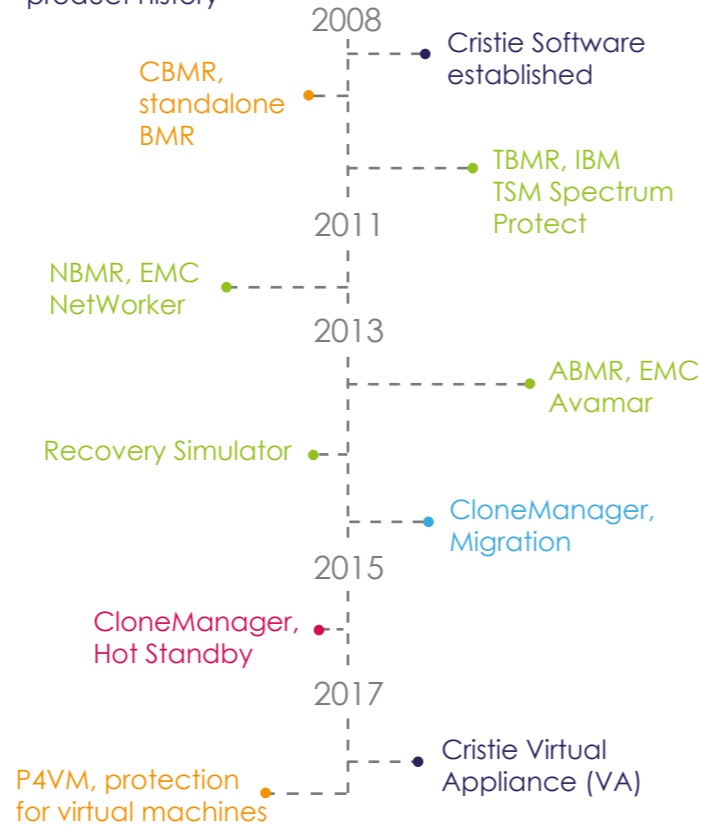 product history
2008
Cristie Software
established
CBMR,
standalone
BMR
TBMR, IBM
TSM Spectrum
Protect
2011
NBMR, EMC
NetWorker
2013
ABMR, EMC
Avamar
Recovery Simulator
CloneManager,
Migration
2015
CloneManager,
Hot Standby
2017
Cristie Virtual
Appliance (VA)
P4VM, protection
for virtual machines